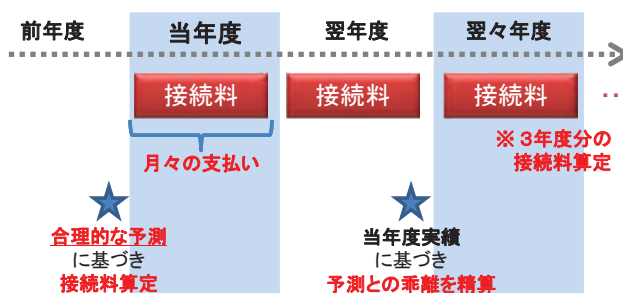 前年度
当年度
翌年度
翌々年度
接続料
接続料
接続料
‥
月々の支払い
※３年度分の
接続料算定
合理的な予測
に基づき
接続料算定
当年度実績
に基づき
予測との乖離を精算